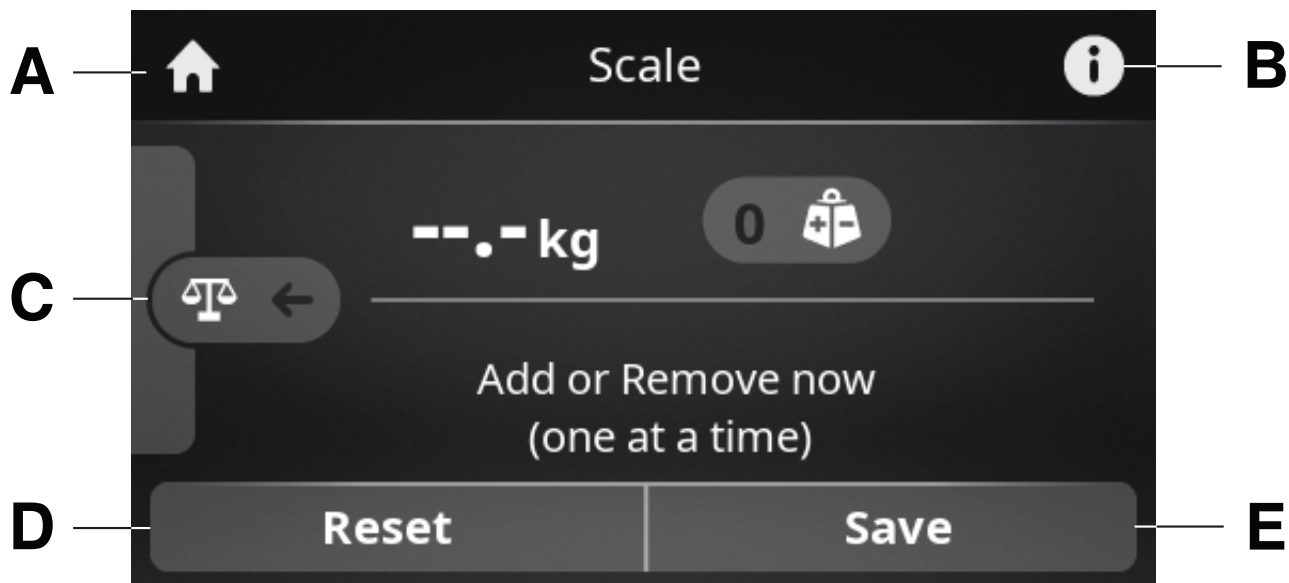 A
Scale
B
--.- kg
0
C
Add or Remove now
(one at a time)
D
Reset
Save
E